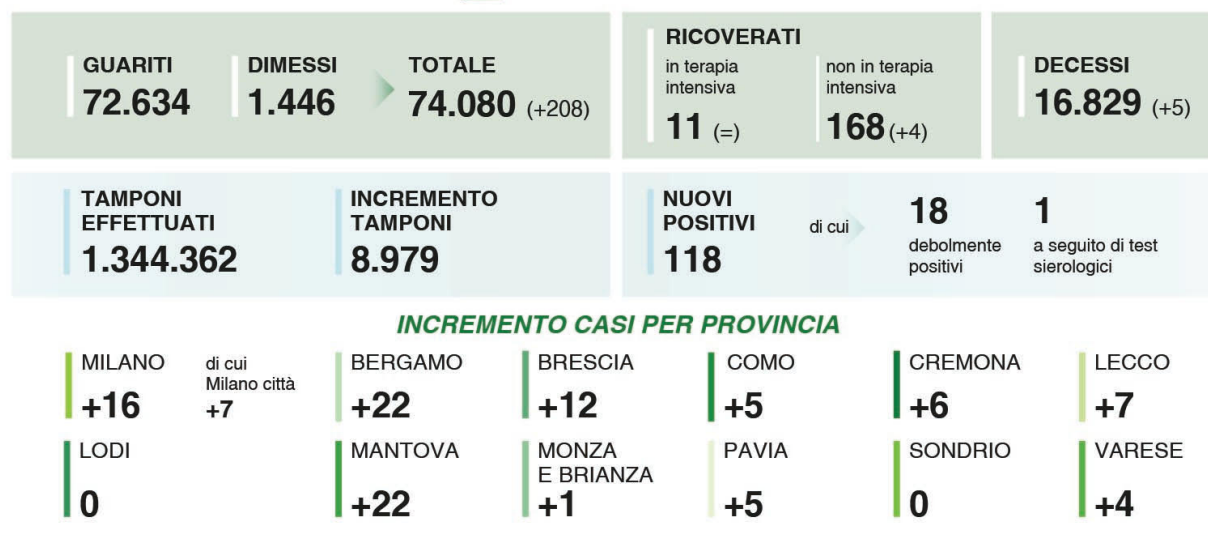 GUARITI
72.634
DIMESSI
1.446
TOTALE
74.080 (+208)
RICOVERATI
in terapia
intensiva
11 (=)
non in terapia
intensiva
168 (+4)
DECESSI
16.829 (+5)
TAMPONI
EFFETTUATI
1.344.362
INCREMENTO
TAMPONI
8.979
NUOVI
POSITIVI
118
di cui
18
debolmente
positivi
1
a seguito di test
sierologici
INCREMENTO CASI PER PROVINCIA
MILANO
+16
di cui
Milano città
+7
BERGAMO
+22
BRESCIA
+12
COMO
+5
CREMONA
+6
LECCO
+7
LODI
0
MANTOVA
+22
MONZA
E BRIANZA
+1
PAVIA
+5
SONDRIO
0
VARESE
+4